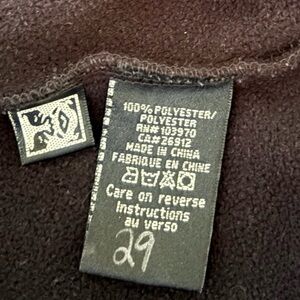 100% POLYESTER/
POLYESTER
RN#103970
CA#26912
MADE IN CHINA
FABRIQUE EN CHINE
Care on reverse
Instructions
au verso
29